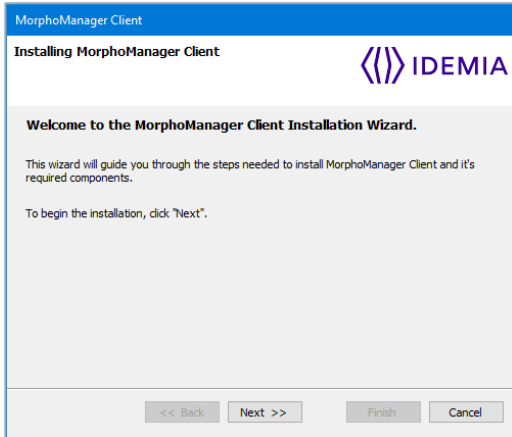 MorphoManager Client
Installing MorphoManager Client
IDEMIA
Welcome to the MorphoManager Client Installation Wizard.
This wizard will guide you through the steps needed to install MorphoManager Client and it's
required components.
To begin the installation, click "Next".
<< Back Next >> Finish Cancel